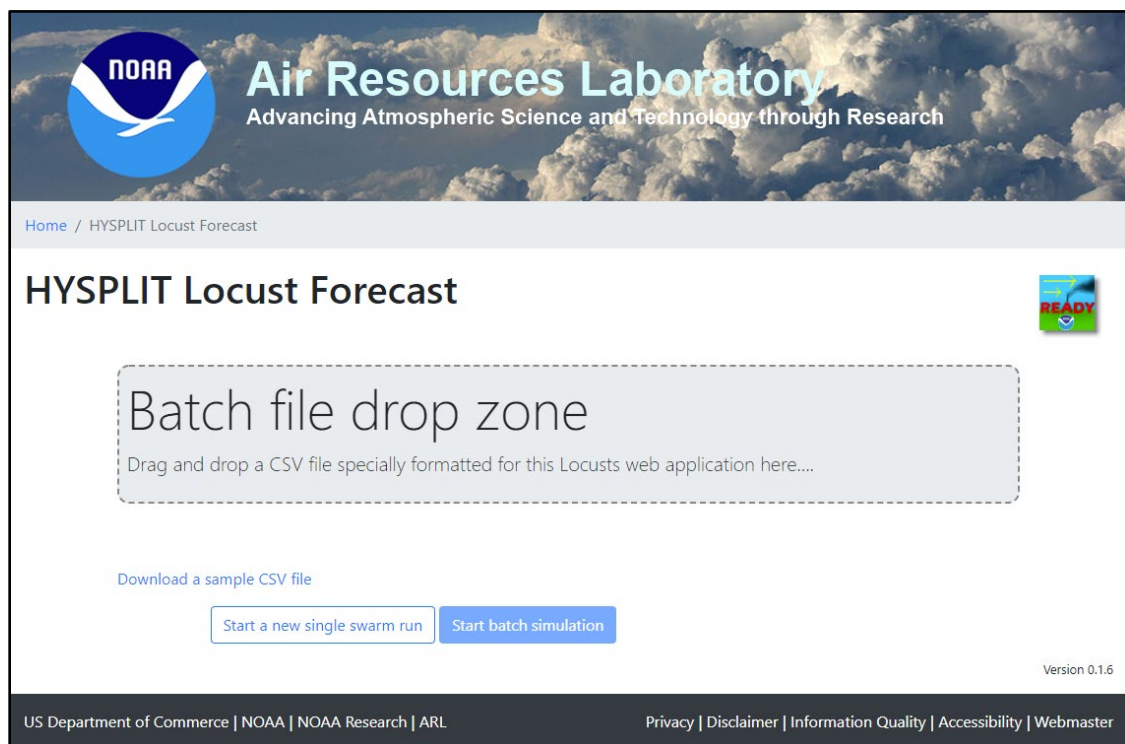 NOAA
Air Resources Laboratory
Advancing Atmospheric Science and Technology through Research
Home / HYSPLIT Locust Forecast
HYSPLIT Locust Forecast
READY
Batch file drop zone
Drag and drop a CSV file specially formatted for this Locusts web application here....
Download a sample CSV file
Start a new single swarm run Start batch simulation
Version 0.1.6
US Department of Commerce | NOAA | NOAA Research | ARL Privacy | Disclaimer | Information Quality | Accessibility | Webmaster